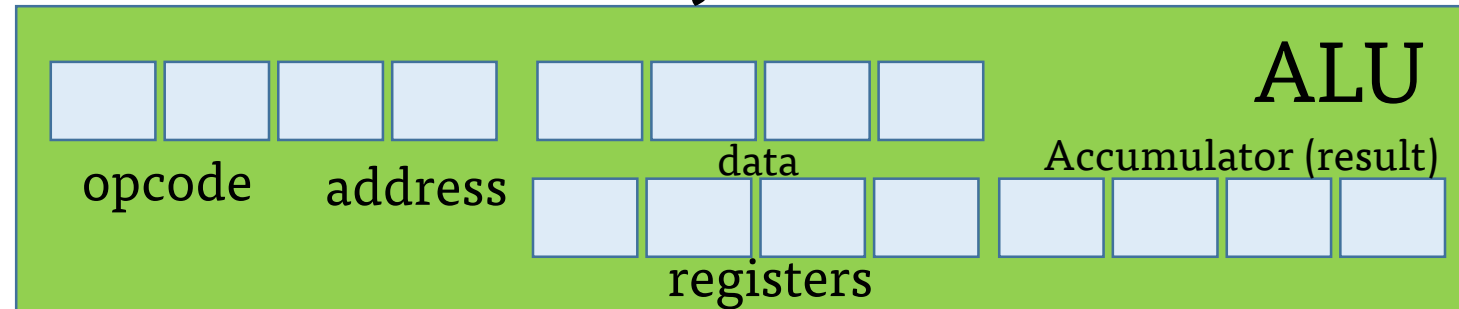 ALU
data
Accumulator (result)
opcode
address
registers